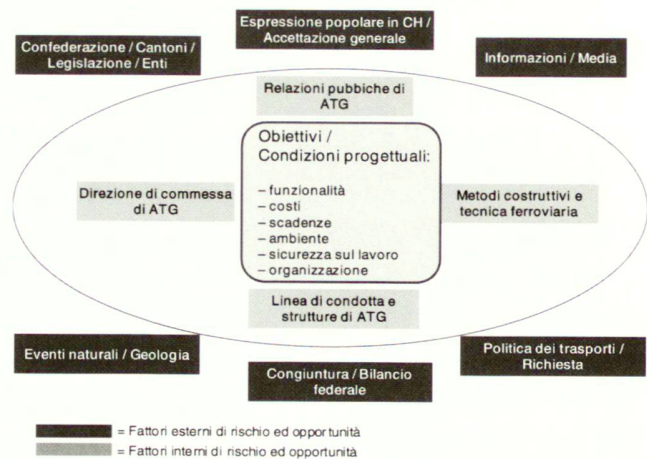 Espressione popolare in CH /
Accettazione generale
Confederazione / Cantoni /
Legislazione / Enti
Informazioni / Media
Relazioni pubbiche di
ATG
Obiettivi /
Condizioni progettuali:
– funzionalità
– costi
– scadenze
– ambiente
– sicurezza sul lavoro
– organizzazione
Direzione di commessa
di ATG
Metodi costruttivi e
tecnica ferroviaria
Linea di condotta e
strutture di ATG
Eventi naturali / Geologia
Congiuntura / Bilancio
federale
Politica dei trasporti /
Richiesta
= Fattori esterni di rischio ed opportunità
= Fattori interni di rischio ed opportunità